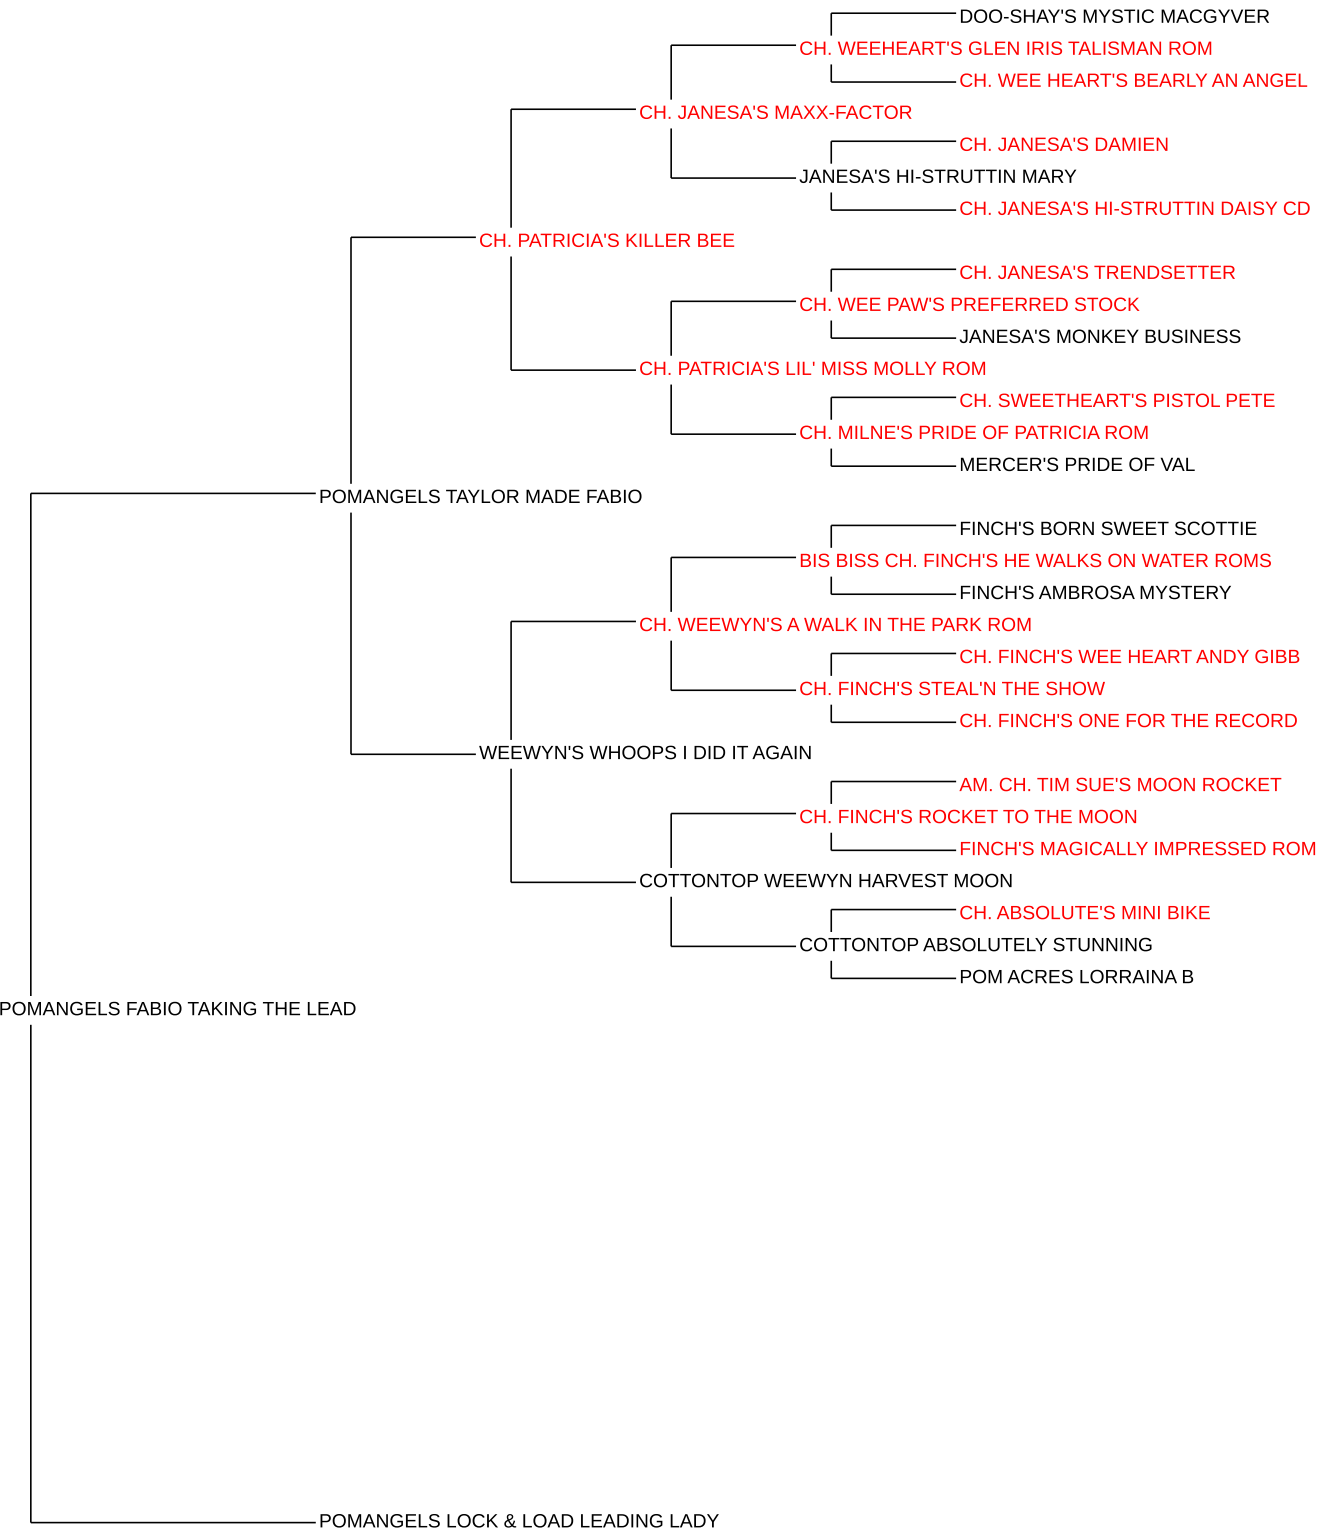 DOO-SHAY'S MYSTIC MACGYVER
CH. WEEHEART'S GLEN IRIS TALISMAN ROM
CH. WEE HEART'S BEARLY AN ANGEL
CH. JANESA'S MAXX-FACTOR
CH. JANESA'S DAMIEN
JANESA'S HI-STRUTTIN MARY
CH. JANESA'S HI-STRUTTIN DAISY CD
CH. PATRICIA'S KILLER BEE
CH. JANESA'S TRENDSETTER
CH. WEE PAW'S PREFERRED STOCK
JANESA'S MONKEY BUSINESS
CH. PATRICIA'S LIL' MISS MOLLY ROM
CH. SWEETHEART'S PISTOL PETE
CH. MILNE'S PRIDE OF PATRICIA ROM
MERCER'S PRIDE OF VAL
POMANGELS TAYLOR MADE FABIO
FINCH'S BORN SWEET SCOTTIE
BIS BISS CH. FINCH'S HE WALKS ON WATER ROMS
FINCH'S AMBROSA MYSTERY
CH. WEEWYN'S A WALK IN THE PARK ROM
CH. FINCH'S WEE HEART ANDY GIBB
CH. FINCH'S STEAL'N THE SHOW
CH. FINCH'S ONE FOR THE RECORD
WEEWYN'S WHOOPS I DID IT AGAIN
AM. CH. TIM SUE'S MOON ROCKET
CH. FINCH'S ROCKET TO THE MOON
FINCH'S MAGICALLY IMPRESSED ROM
COTTONTOP WEEWYN HARVEST MOON
CH. ABSOLUTE'S MINI BIKE
COTTONTOP ABSOLUTELY STUNNING
POM ACRES LORRAINA B
POMANGELS FABIO TAKING THE LEAD
POMANGELS LOCK & LOAD LEADING LADY